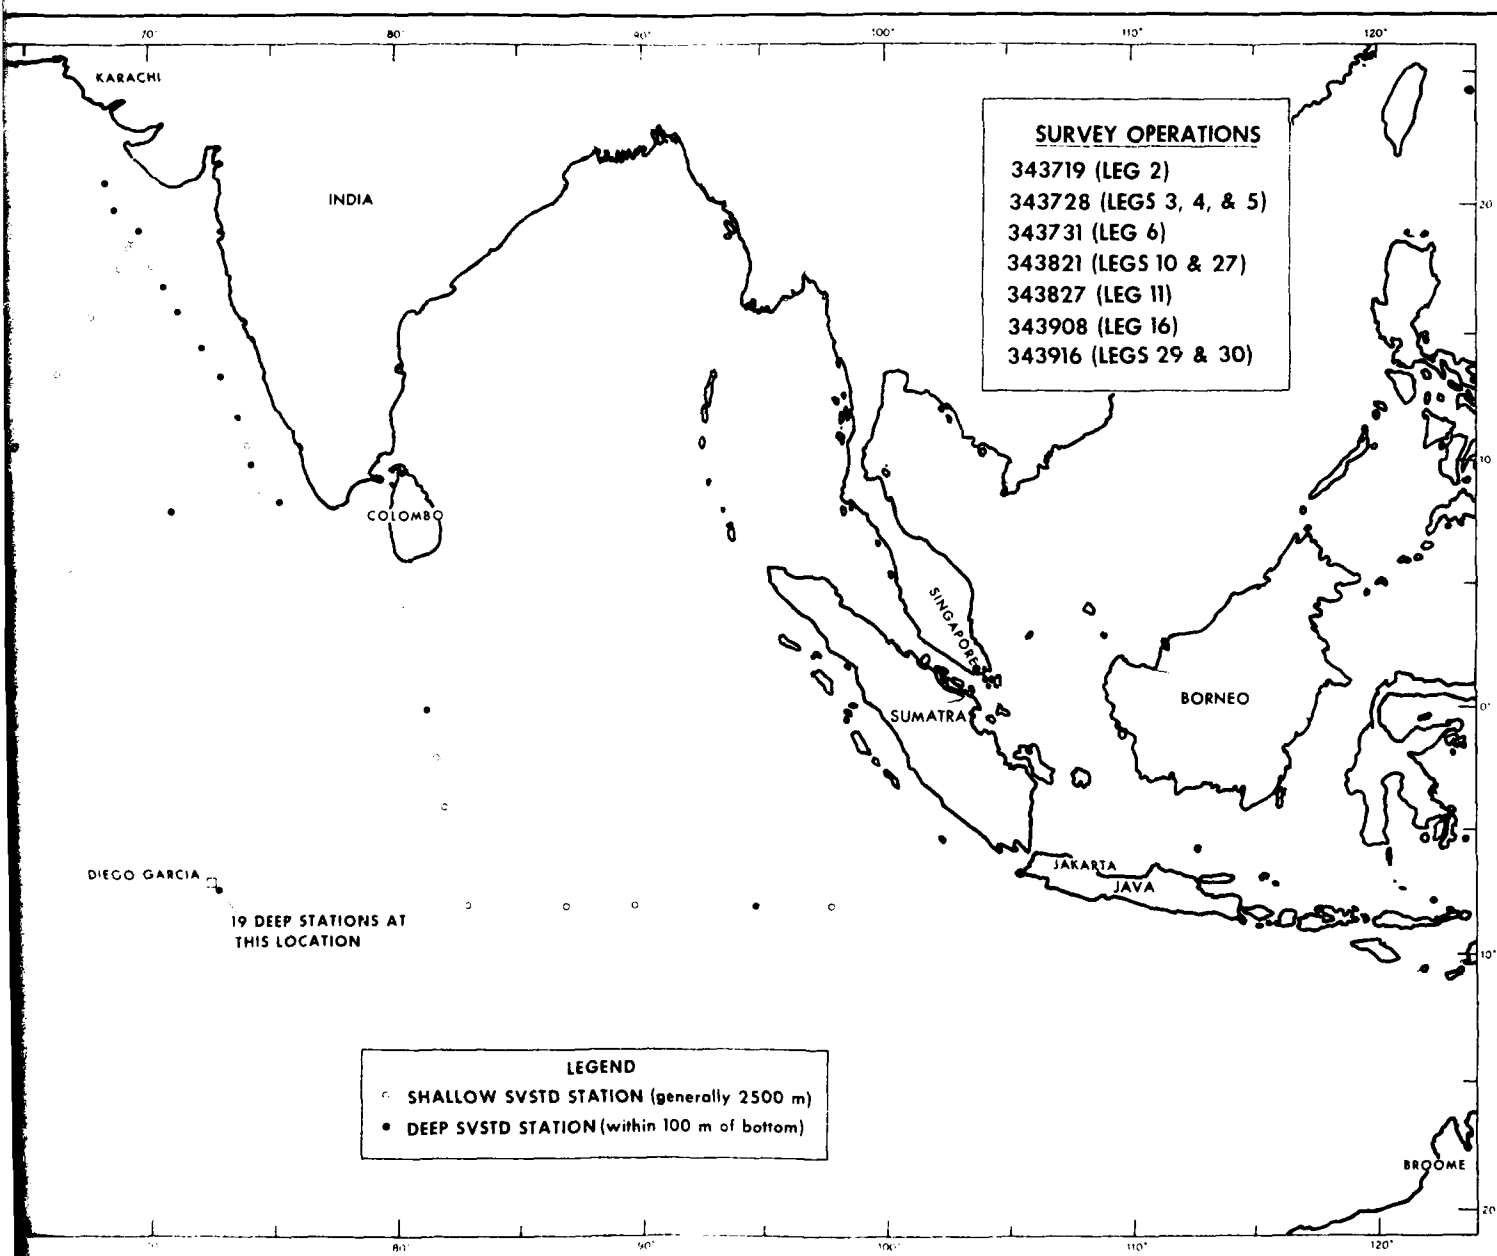 70° 80° 90° 100° 110° 120°
KARACHI
INDIA
SURVEY OPERATIONS
343719 (LEG 2)
343728 (LEGS 3, 4, & 5)
343731 (LEG 6)
343821 (LEGS 10 & 27)
343827 (LEG 11)
343908 (LEG 16)
343916 (LEGS 29 & 30)
20°
10°
COLOMBO
SINGAPORE
SUMATRA
BORNEO
0°
DIEGO GARCIA
19 DEEP STATIONS AT
THIS LOCATION
JAKARTA
JAVA
10°
LEGEND
SHALLOW SVSTD STATION (generally 2500 m)
DEEP SVSTD STATION (within 100 m of bottom)
BROOME
20°
80° 90° 100° 110° 120°